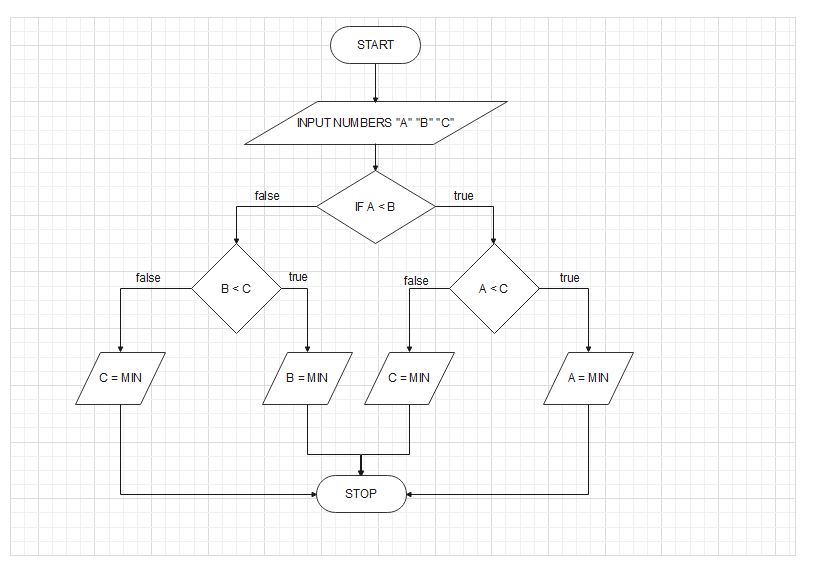 START
INPUT NUMBERS "A" "B" "C"
false
IF A < B
true
false
B < C
true
false
A < C
true
C = MIN
B = MIN
C = MIN
A = MIN
STOP